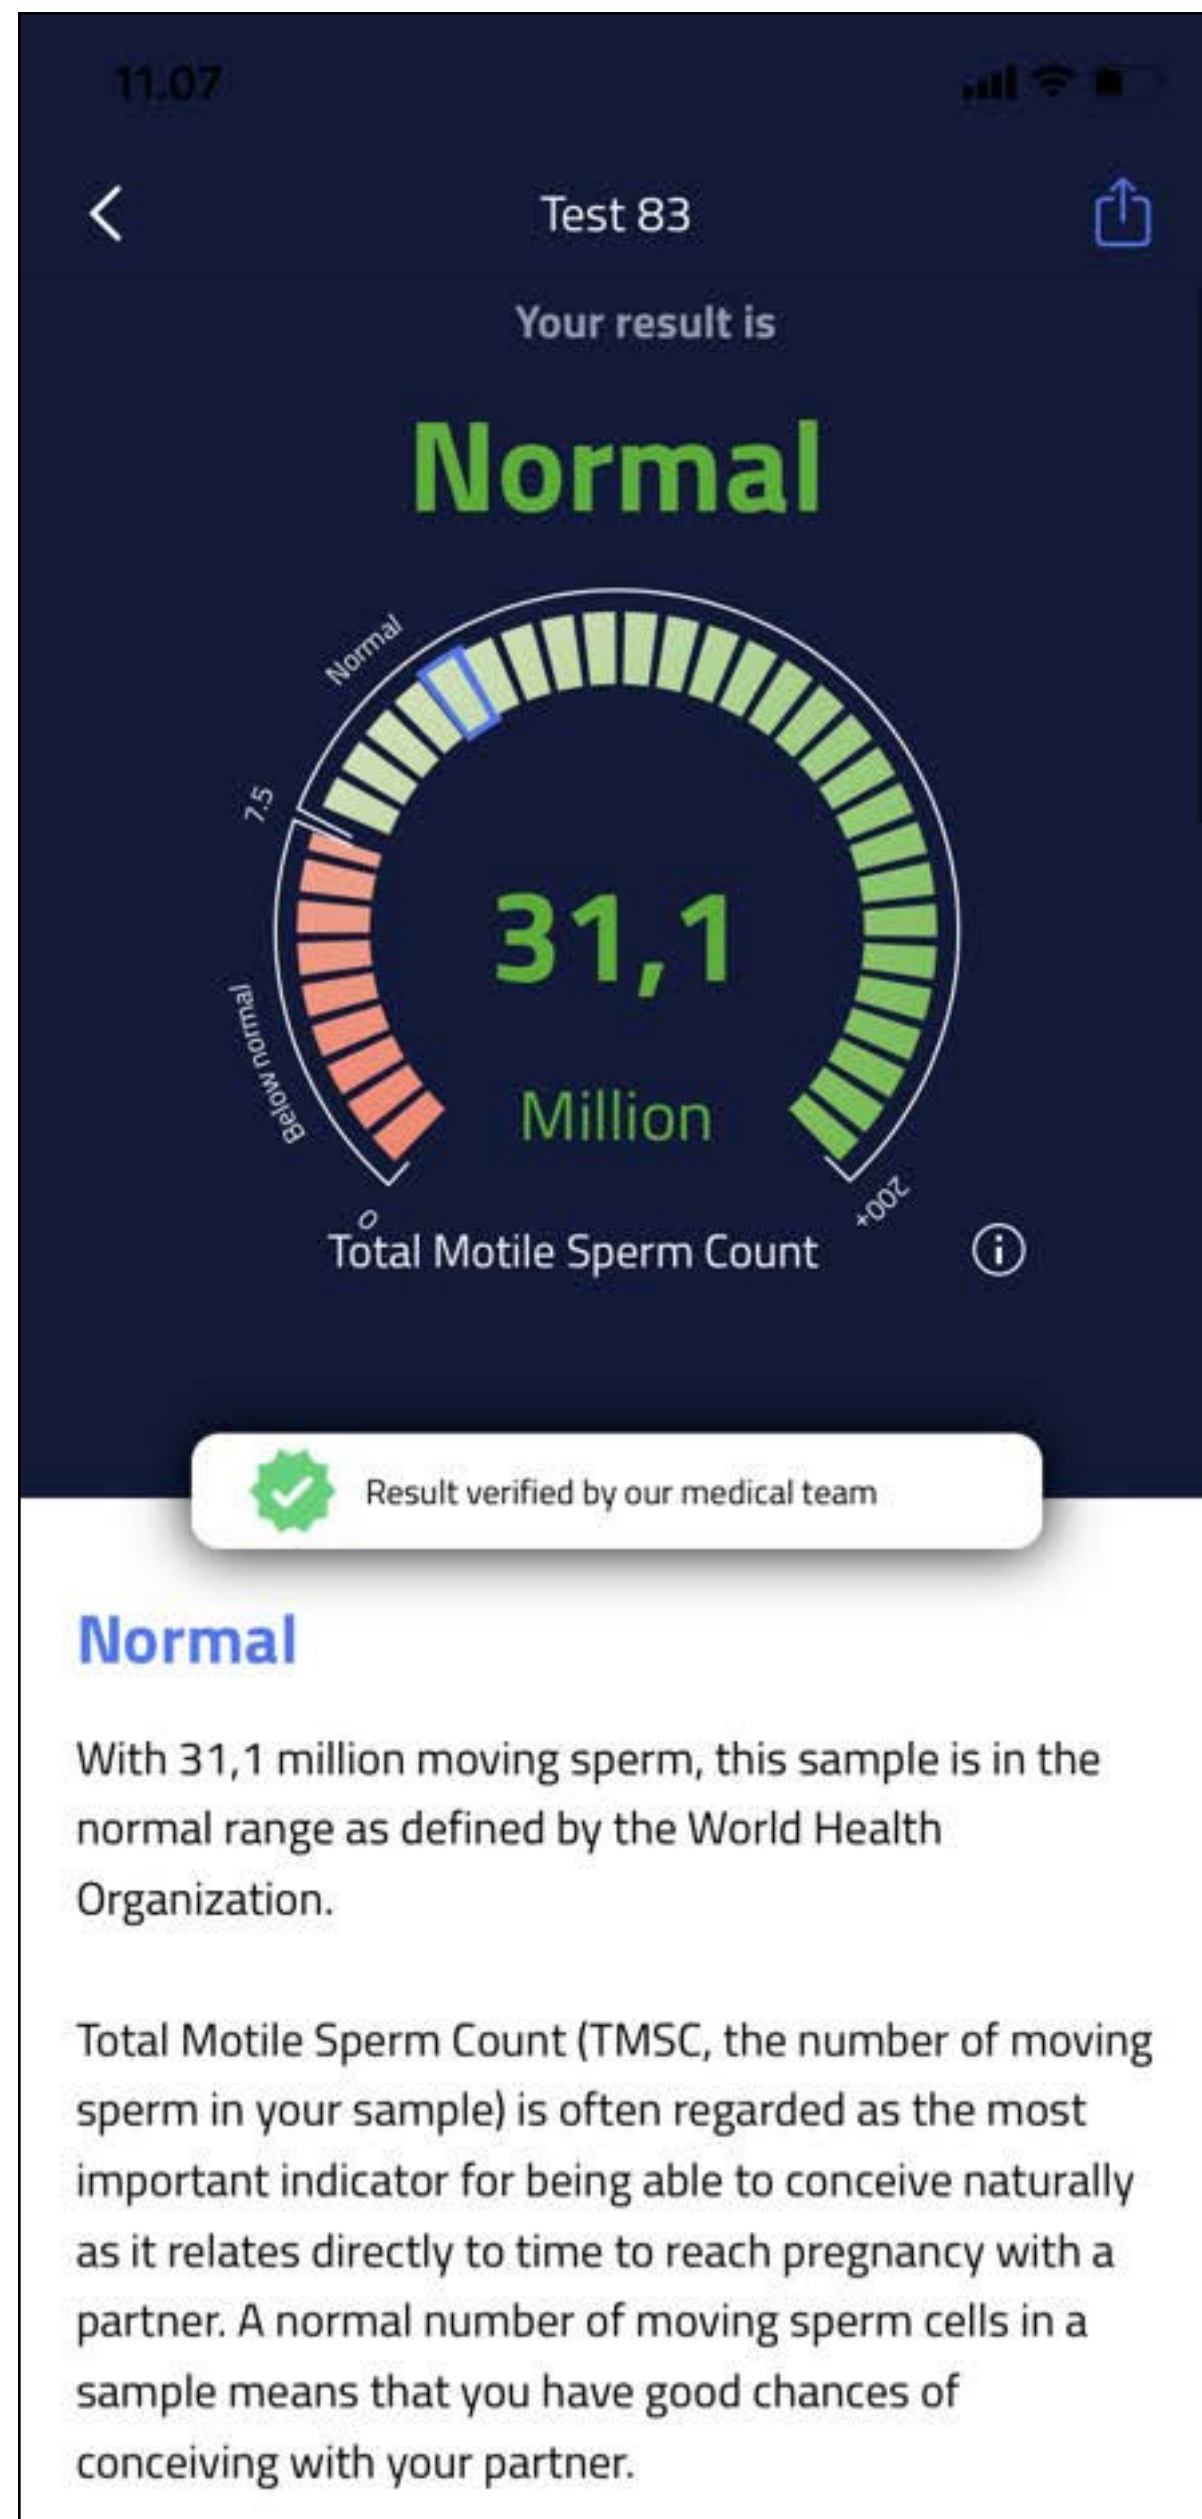 11.07
Test 83
Your result is
Normal
Normal
7.5
Below normal
31,1
Million
0
200+
Total Motile Sperm Count
i
Result verified by our medical team
Normal
With 31,1 million moving sperm, this sample is in the
normal range as defined by the World Health
Organization.
Total Motile Sperm Count (TMSC, the number of moving
sperm in your sample) is often regarded as the most
important indicator for being able to conceive naturally
as it relates directly to time to reach pregnancy with a
partner. A normal number of moving sperm cells in a
sample means that you have good chances of
conceiving with your partner.